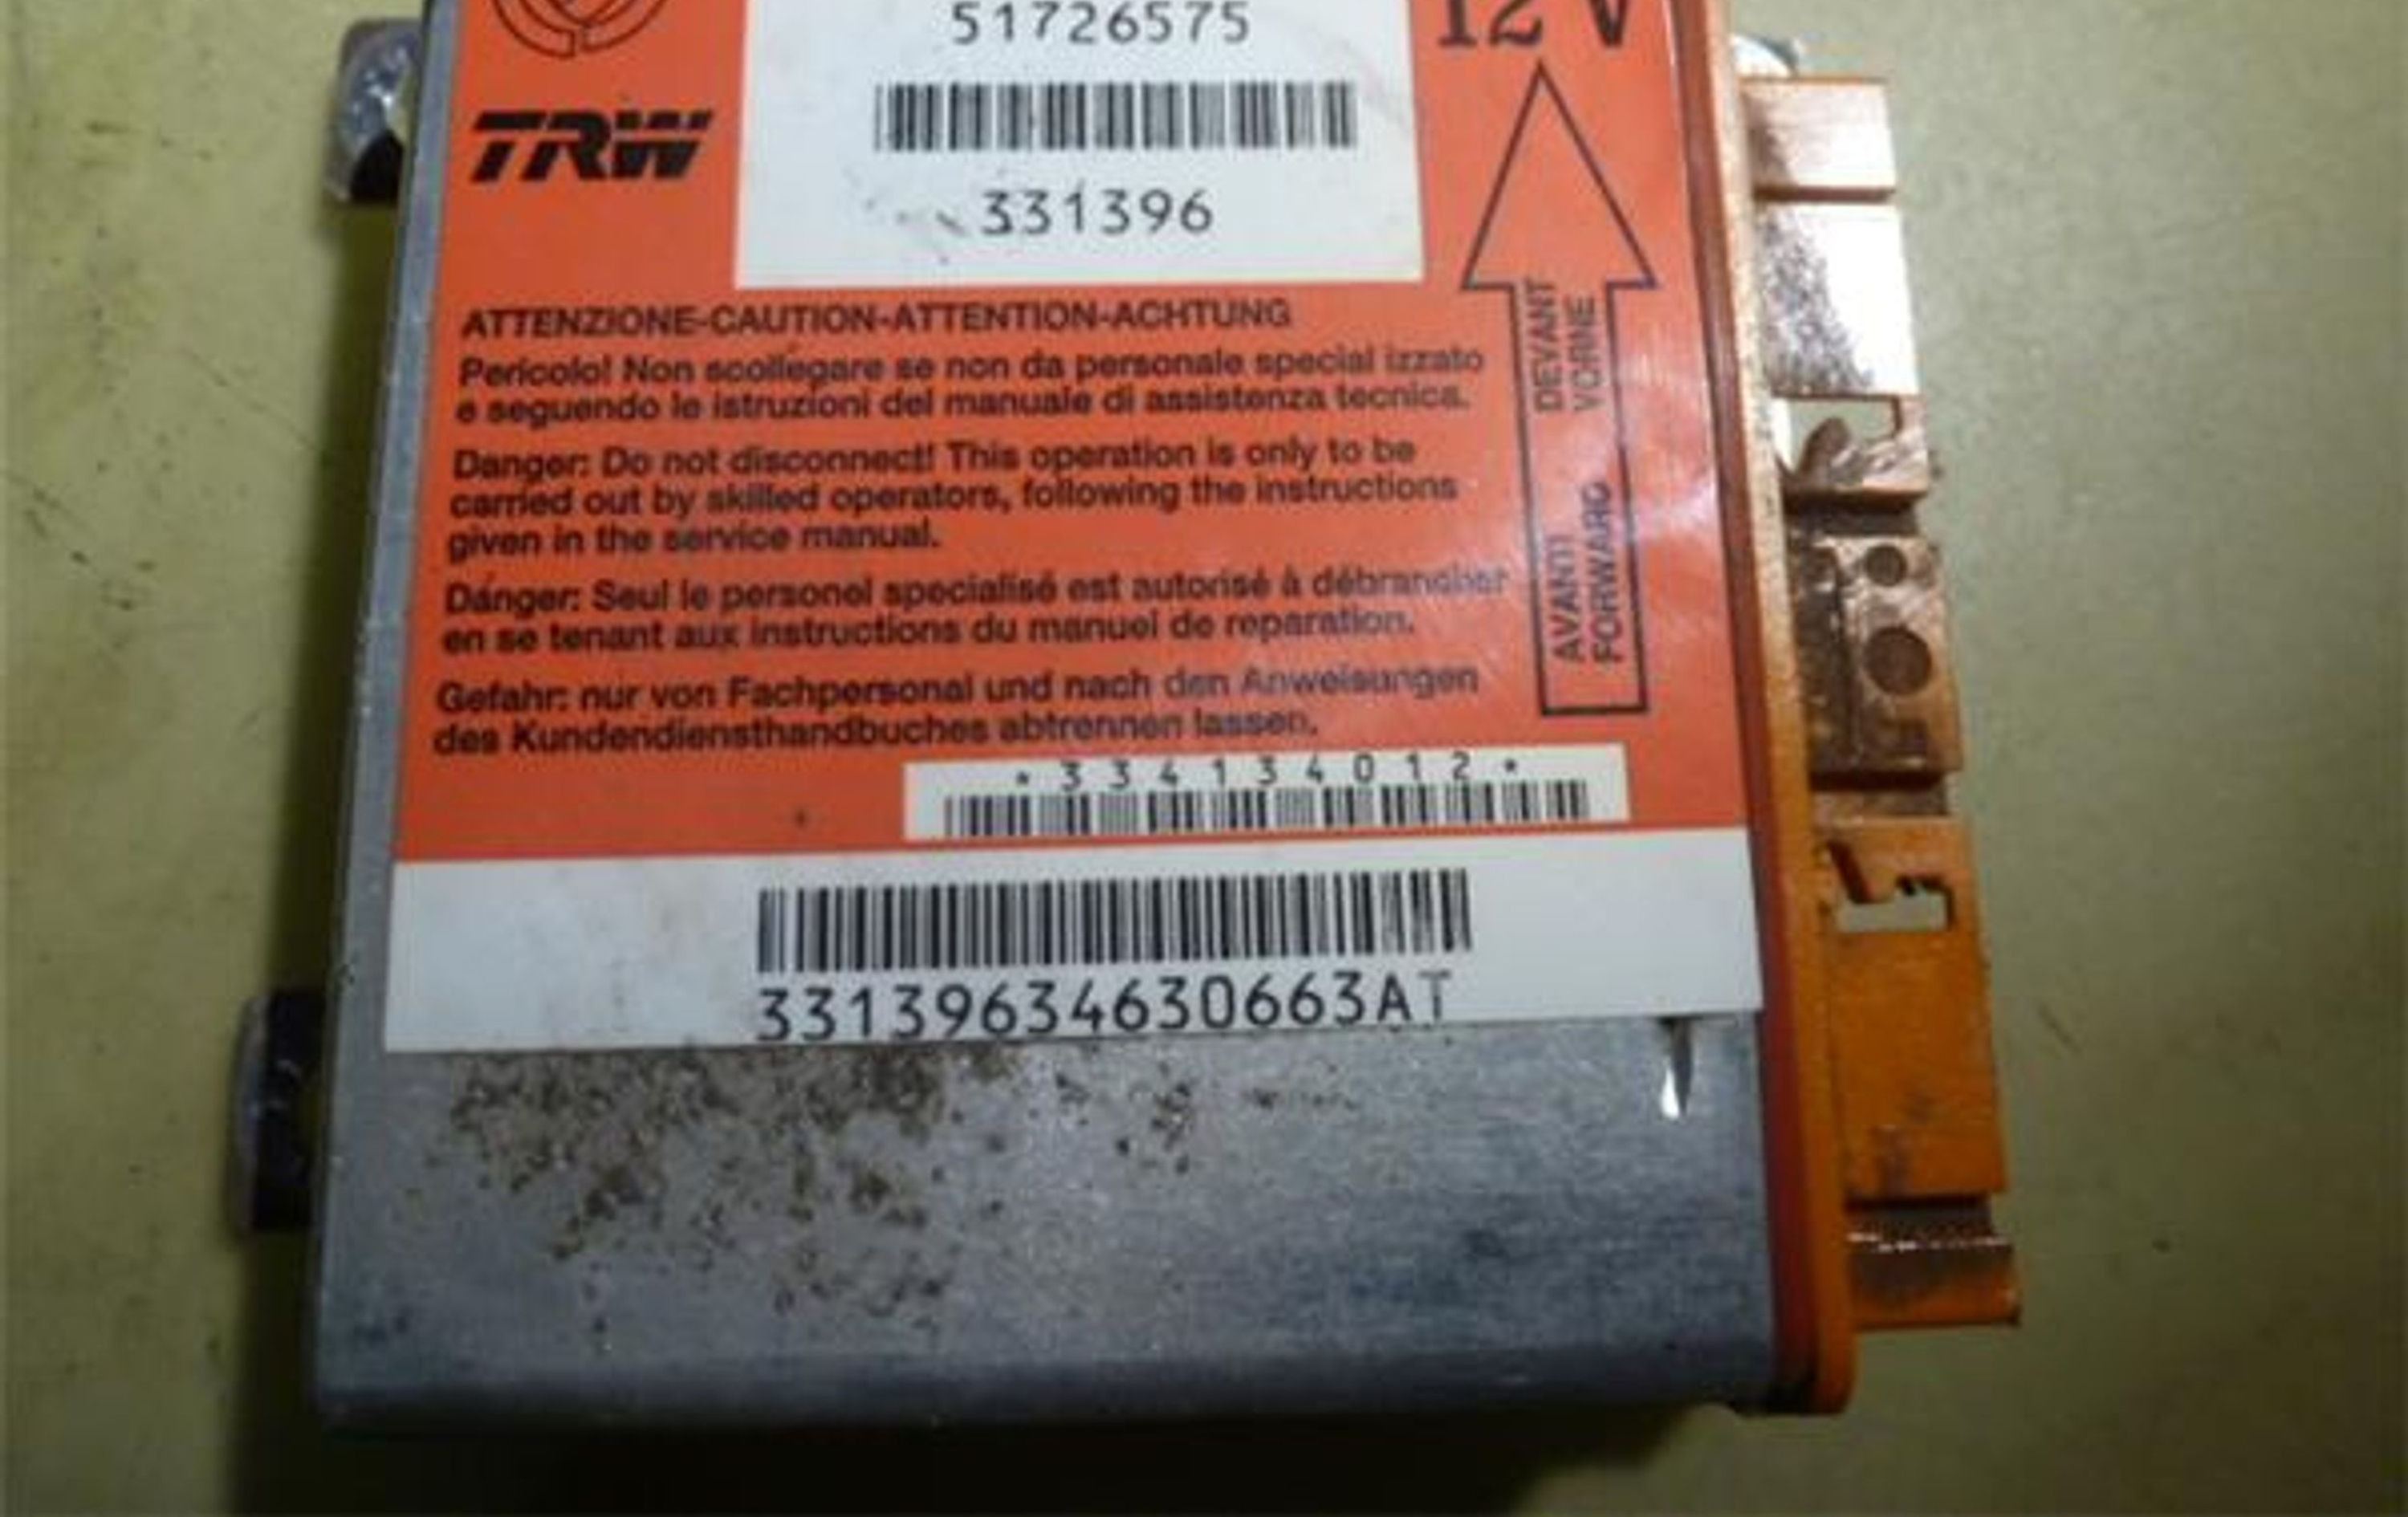 51726575
12 V
TRW
331396
ATTENZIONE-CAUTION-ATTENTION-ACHTUNG
Pericolo! Non scollegare se non da personale special izzato
e seguendo le istruzioni del manuale di assistenza tecnica.
Danger: Do not disconnect! This operation is only to be
carried out by skilled operators, following the instructions
given in the service manual.
Dánger: Seul le personel specialisé est autorisé à débrancher
en se tenant aux instructions du manuel de reparation.
Gefahr: nur von Fachpersonal und nach den Anweisungen
des Kundendiensthandbuches abtrennen lassen.
DEVANT
VORNE
AVANTI
FORWARD
*334134012*
33139634630663AT